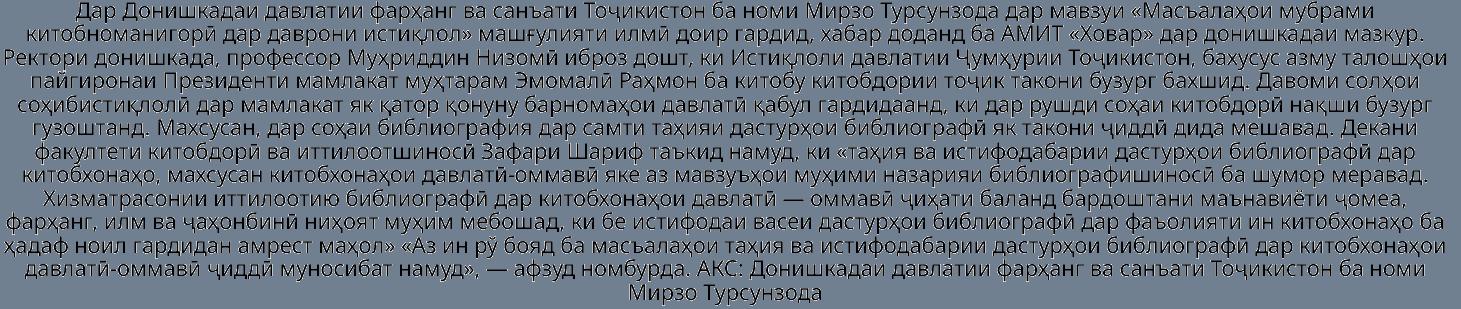 Дар Донишкадаи давлатии фарҳанг ва санъати Тоҷикистон ба номи Мирзо Турсунзода дар мавзуи «Масъалаҳои мубрами
китобноманигорӣ дар даврони истиқлол» машғулияти илмӣ доир гардид, хабар доданд ба АМИТ «Ховар» дар донишкадаи мазкур.
Ректори донишкада, профессор Муҳриддин Низомӣ иброз дошт, ки Истиқлоли давлатии Ҷумҳурии Тоҷикистон, бахусус азму талошҳои
пайгиронаи Президенти мамлакат муҳтарам Эмомалӣ Раҳмон ба китобу китобдории тоҷик такони бузург бахшид. Давоми солҳои
соҳибистиқлолӣ дар мамлакат як қатор қонуну барномаҳои давлатӣ қабул гардидаанд, ки дар рушди соҳаи китобдорӣ нақши бузург
гузоштанд. Махсусан, дар соҳаи библиография дар самти таҳияи дастурҳои библиографӣ як такони ҷиддӣ дида мешавад. Декани
факултети китобдорӣ ва иттилоотшиносӣ Зафари Шариф таъкид намуд, ки «таҳия ва истифодабарии дастурҳои библиографӣ дар
китобхонаҳо, махсусан китобхонаҳои давлатӣ-оммавӣ яке аз мавзуъҳои муҳими назарияи библиографишиносӣ ба шумор меравад.
Хизматрасонии иттилоотию библиографӣ дар китобхонаҳои давлатӣ — оммавӣ ҷиҳати баланд бардоштани маънавиёти ҷомеа,
фарҳанг, илм ва ҷаҳонбинӣ ниҳоят муҳим мебошад, ки бе истифодаи васеи дастурҳои библиографӣ дар фаъолияти ин китобхонаҳо ба
ҳадаф ноил гардидан амрест маҳол» «Аз ин рӯ бояд ба масъалаҳои таҳия ва истифодабарии дастурҳои библиографӣ дар китобхонаҳои
давлатӣ-оммавӣ ҷиддӣ муносибат намуд», — афзуд номбурда. АКС: Донишкадаи давлатии фарҳанг ва санъати Тоҷикистон ба номи
Мирзо Турсунзода